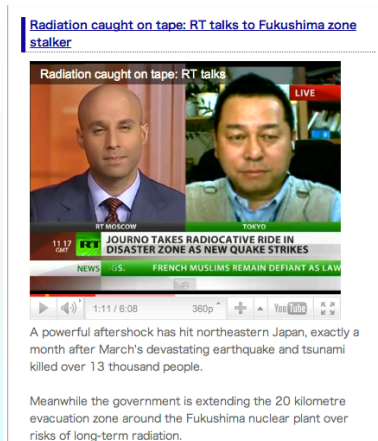 Radiation caught on tape: RT talks to Fukushima zone
stalker
Radiation caught on tape: RT talks
LIVE
RT MOSCOW
TOKYO
11 17
GMT
RT
JOURNO TAKES RADIOCATIVE RIDE IN
DISASTER ZONE AS NEW QUAKE STRIKES
NEWS
GS.
FRENCH MUSLIMS REMAIN DEFIANT AS LAW
1:11 / 6:08
360p
YouTube
A powerful aftershock has hit northeastern Japan, exactly a
month after March's devastating earthquake and tsunami
killed over 13 thousand people.
Meanwhile the government is extending the 20 kilometre
evacuation zone around the Fukushima nuclear plant over
risks of long-term radiation.